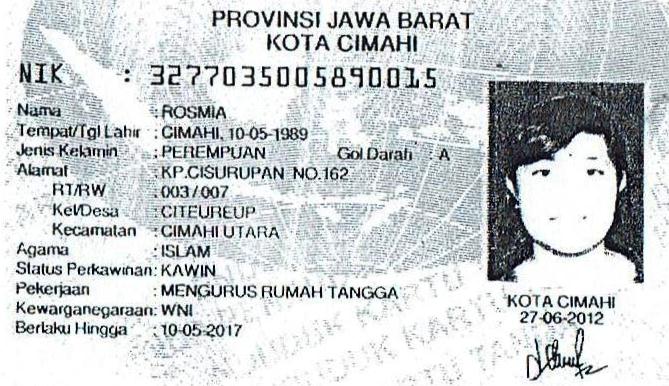 PROVINSI JAWA BARAT
KOTA CIMAHI
NIK : 3277035005890015
Nama : ROSMIA
Tempat/Tgl Lahir : CIMAHI, 10-05-1989
Jenis Kelamin : PEREMPUAN Gol Darah A
Alamat : KP.CISURUPAN NO.162
RT/RW : 003/007
Kel/Desa : CITEUREUP
Kecamatan : CIMAHI UTARA
Agama : ISLAM
Status Perkawinan: KAWIN
Pekerjaan : MENGURUS RUMAH TANGGA
Kewarganegaraan: WNI
Berlaku Hingga : 10-05-2017
KOTA CIMAHI
27-06-2012